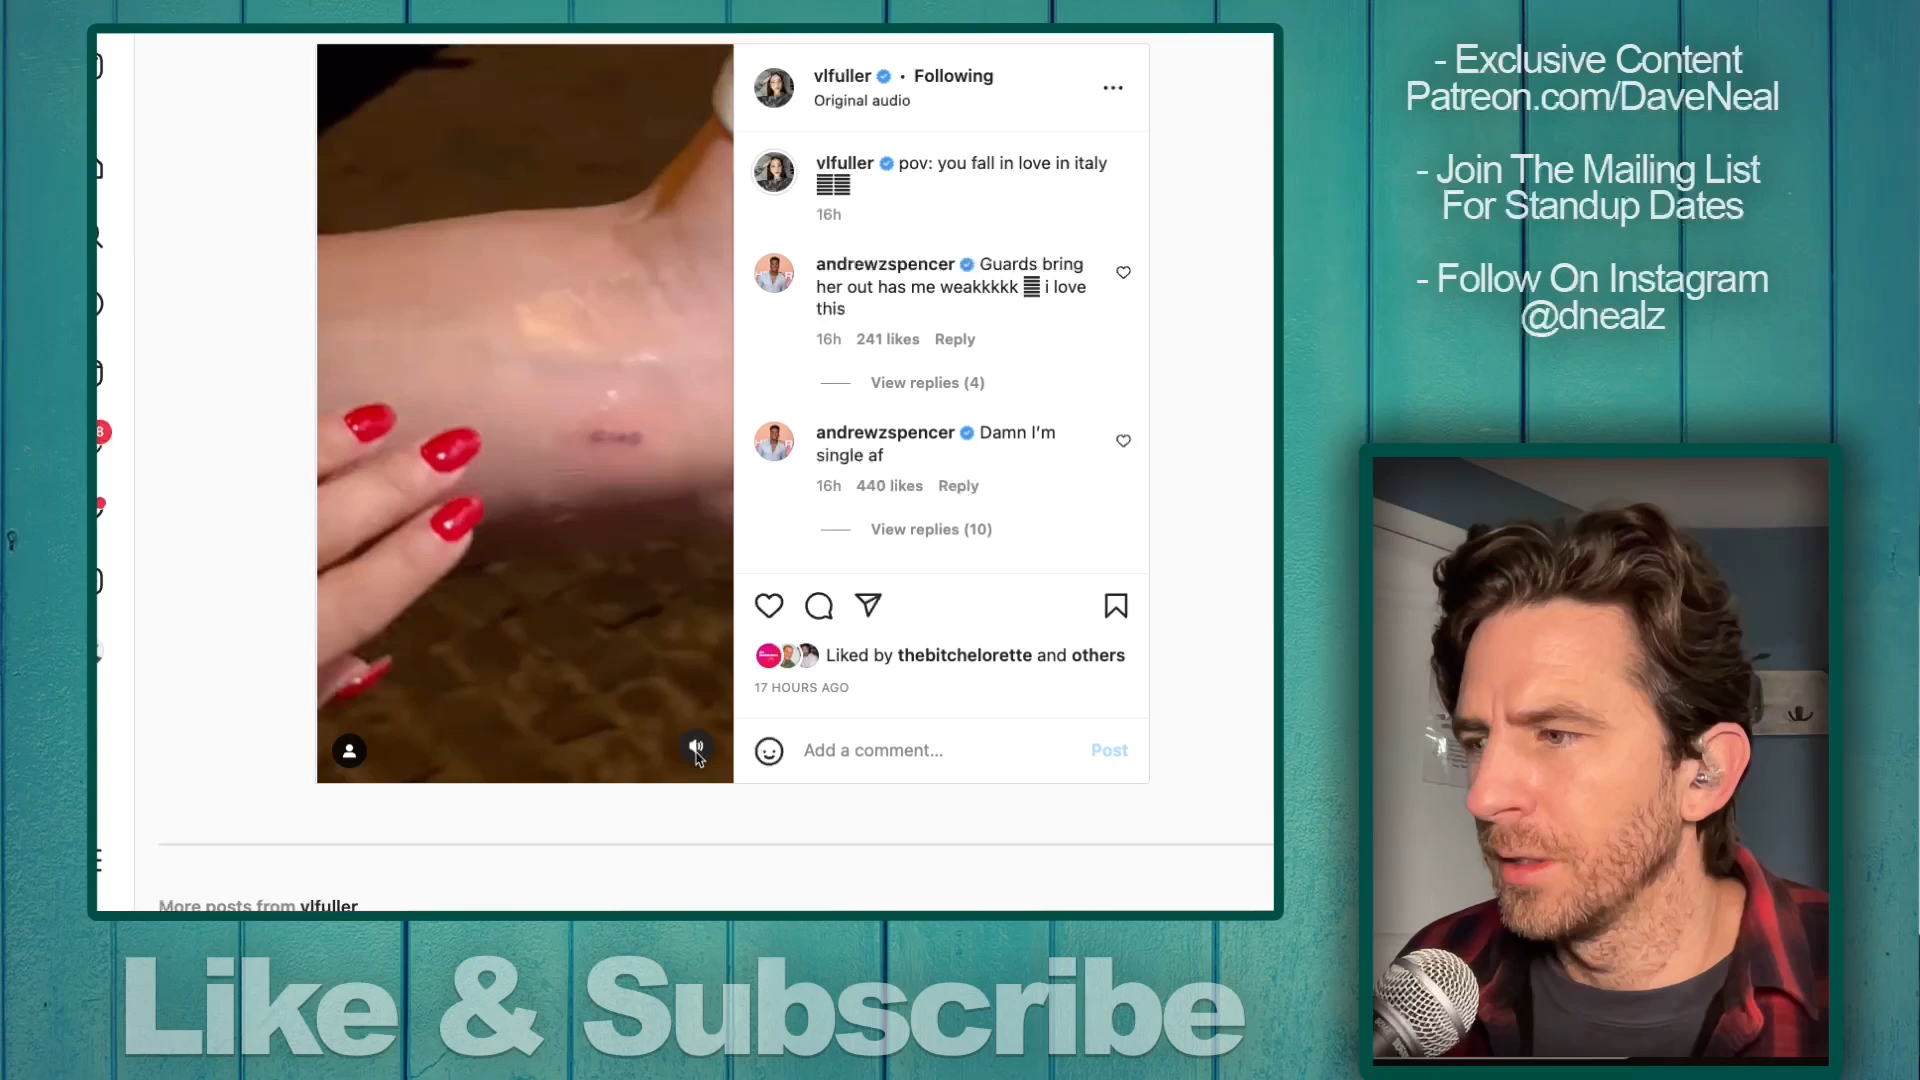 - Exclusive Content
Patreon.com/DaveNeal
- Join The Mailing List
For Standup Dates
- Follow On Instagram
@dnealz
vlfuller • Following
Original audio
vlfuller pov: you fall in love in italy
16h
andrewzspencer Guards bring
her out has me weakkkkk i love
this
16h 241 likes Reply
View replies (4)
andrewzspencer Damn I'm
single af
16h 440 likes Reply
View replies (10)
Liked by thebitchelorette and others
17 HOURS AGO
Add a comment... Post
More posts from vlfuller
8
Like & Subscribe